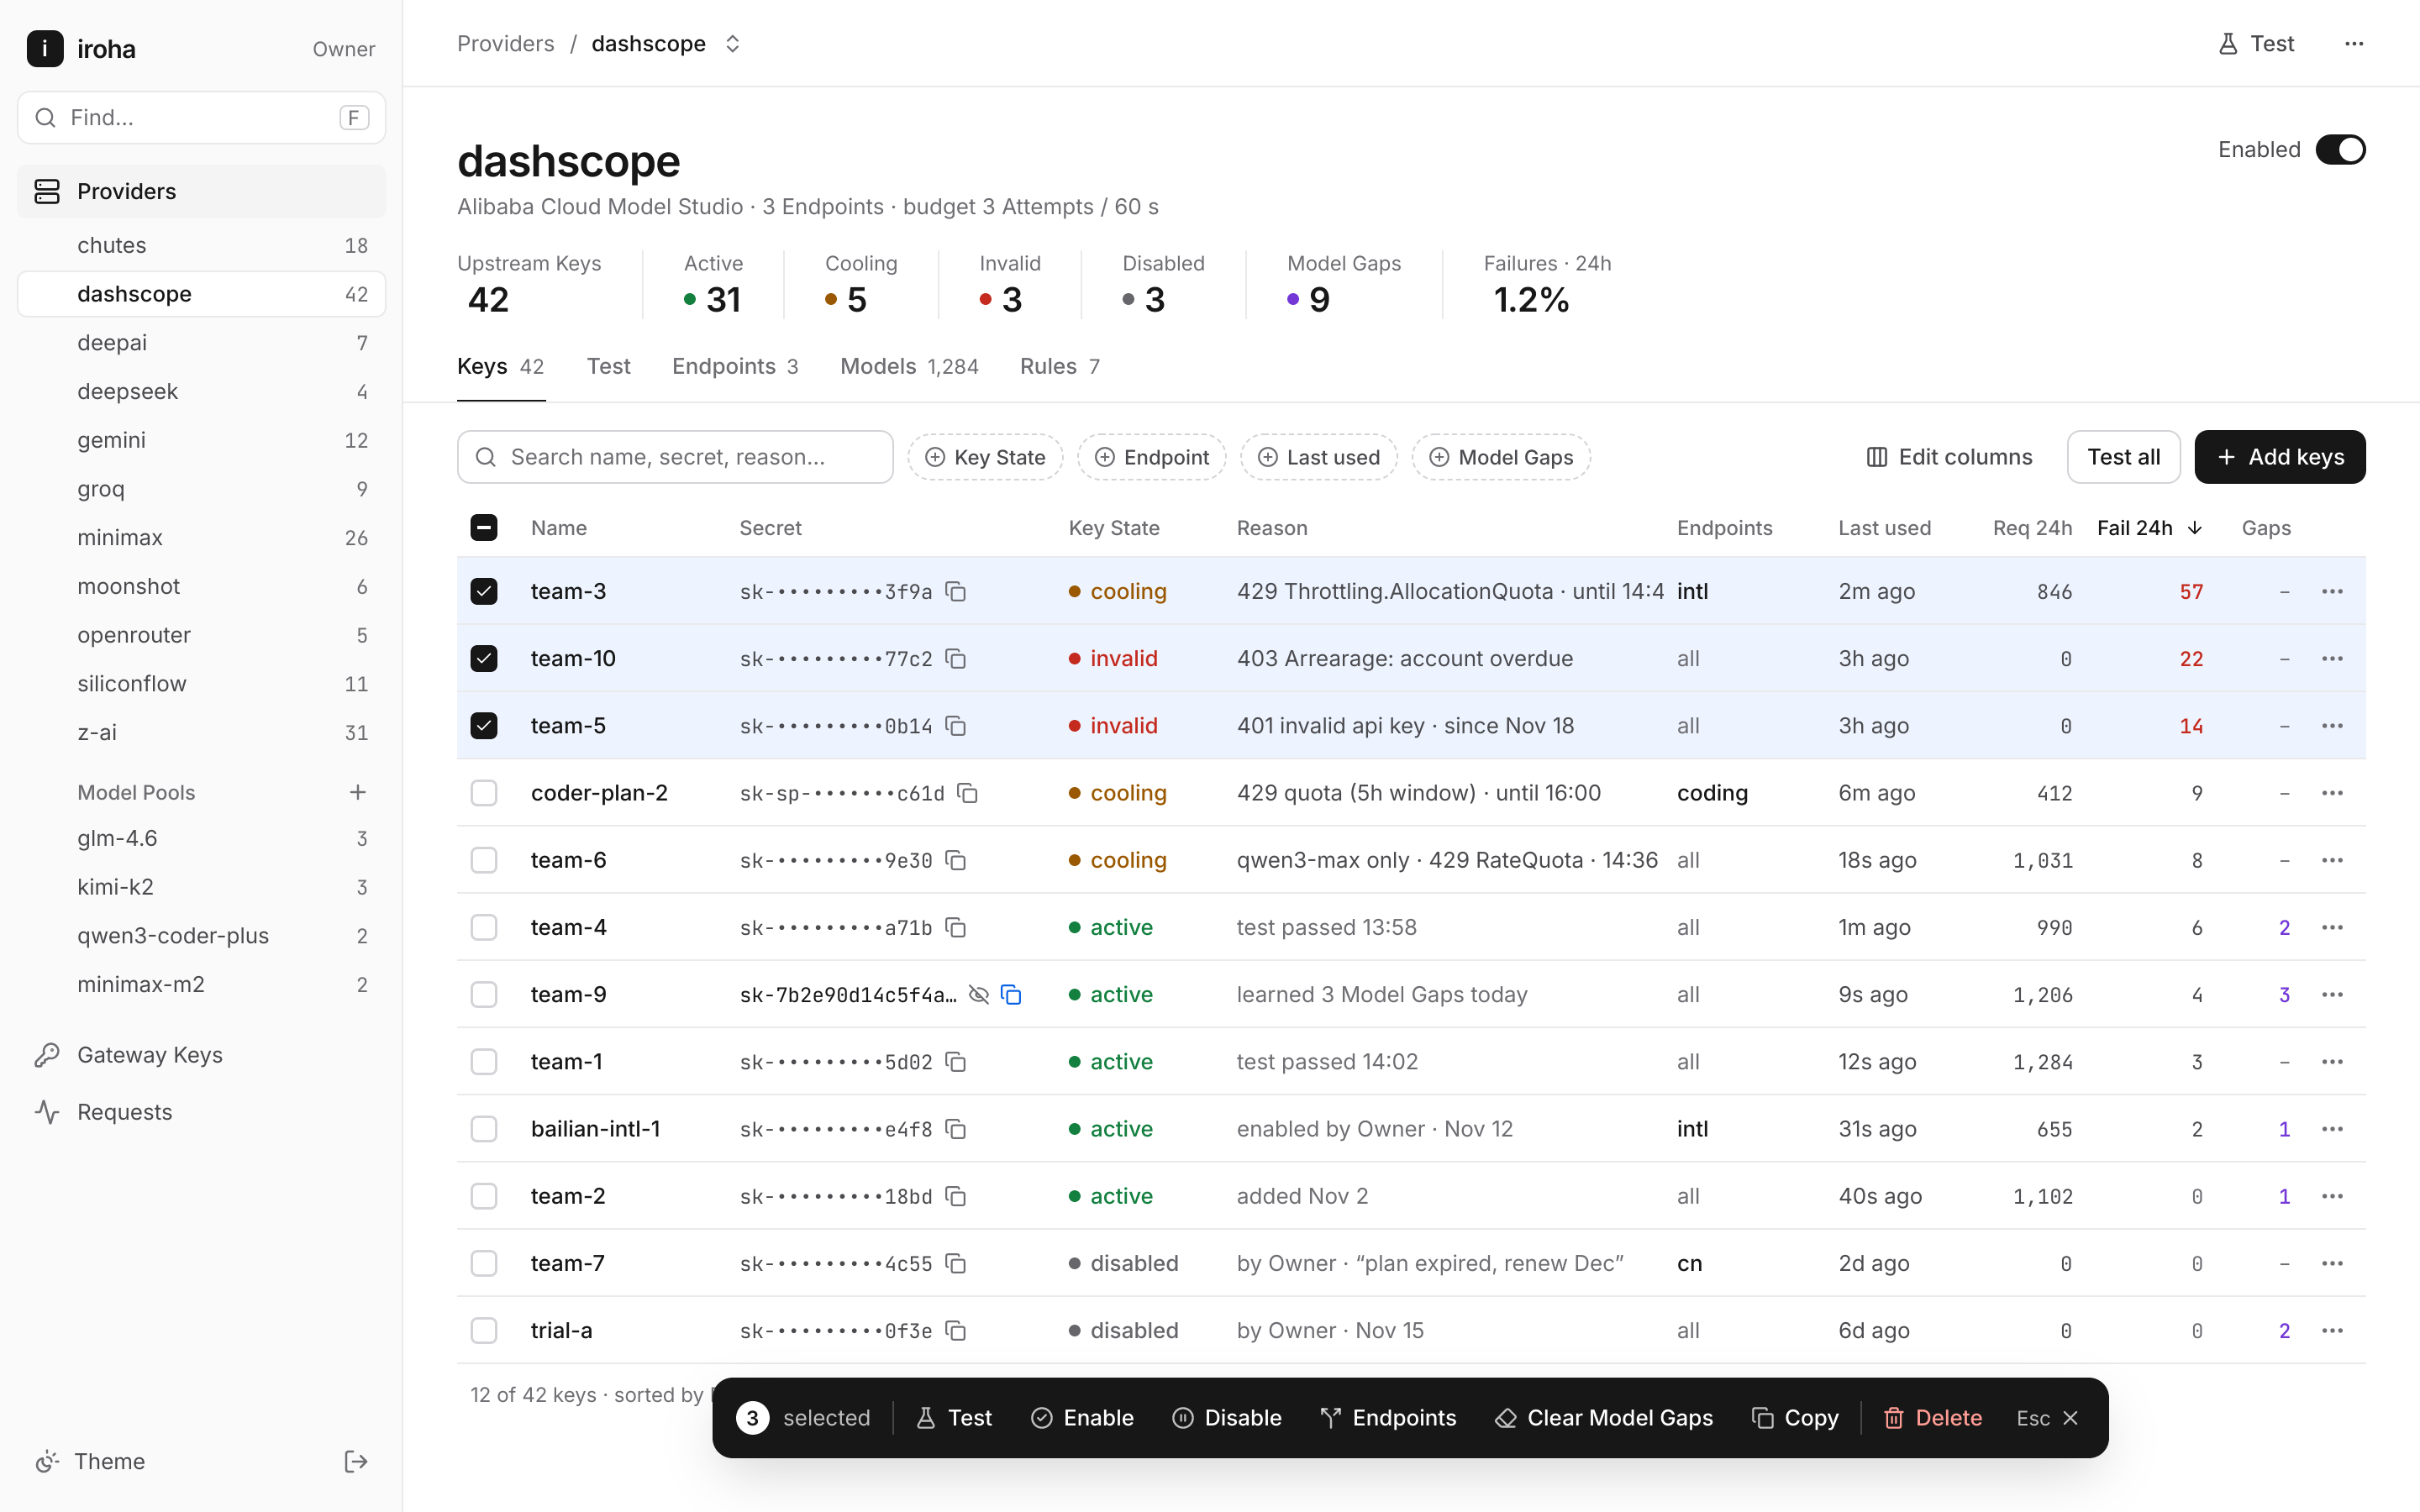 i iroha Owner
Find... F
Providers
chutes 18
dashscope 42
deepai 7
deepseek 4
gemini 12
groq 9
minimax 26
moonshot 6
openrouter 5
siliconflow 11
z-ai 31
Model Pools +
glm-4.6 3
kimi-k2 3
qwen3-coder-plus 2
minimax-m2 2
Gateway Keys
Requests
Theme
Providers / dashscope Test ...
dashscope Enabled
Alibaba Cloud Model Studio · 3 Endpoints · budget 3 Attempts / 60 s
Upstream Keys Active Cooling Invalid Disabled Model Gaps Failures · 24h
42 31 5 3 3 9 1.2%
Keys 42 Test Endpoints 3 Models 1,284 Rules 7
Search name, secret, reason... Key State Endpoint Last used Model Gaps Edit columns Test all + Add keys
Name Secret Key State Reason Endpoints Last used Req 24h Fail 24h ↓ Gaps
team-3 sk-•••••••••3f9a cooling 429 Throttling.AllocationQuota · until 14:4 intl 2m ago 846 57 –
team-10 sk-•••••••••77c2 invalid 403 Arrearage: account overdue all 3h ago 0 22 –
team-5 sk-•••••••••0b14 invalid 401 invalid api key · since Nov 18 all 3h ago 0 14 –
coder-plan-2 sk-sp-•••••••c61d cooling 429 quota (5h window) · until 16:00 coding 6m ago 412 9 –
team-6 sk-•••••••••9e30 cooling qwen3-max only · 429 RateQuota · 14:36 all 18s ago 1,031 8 –
team-4 sk-•••••••••a71b active test passed 13:58 all 1m ago 990 6 2
team-9 sk-7b2e90d14c5f4a… active learned 3 Model Gaps today all 9s ago 1,206 4 3
team-1 sk-•••••••••5d02 active test passed 14:02 all 12s ago 1,284 3 –
bailian-intl-1 sk-•••••••••e4f8 active enabled by Owner · Nov 12 intl 31s ago 655 2 1
team-2 sk-•••••••••18bd active added Nov 2 all 40s ago 1,102 0 1
team-7 sk-•••••••••4c55 disabled by Owner · “plan expired, renew Dec” cn 2d ago 0 0 –
trial-a sk-•••••••••0f3e disabled by Owner · Nov 15 all 6d ago 0 0 2
12 of 42 keys · sorted by
3 selected Test Enable Disable Endpoints Clear Model Gaps Copy Delete Esc